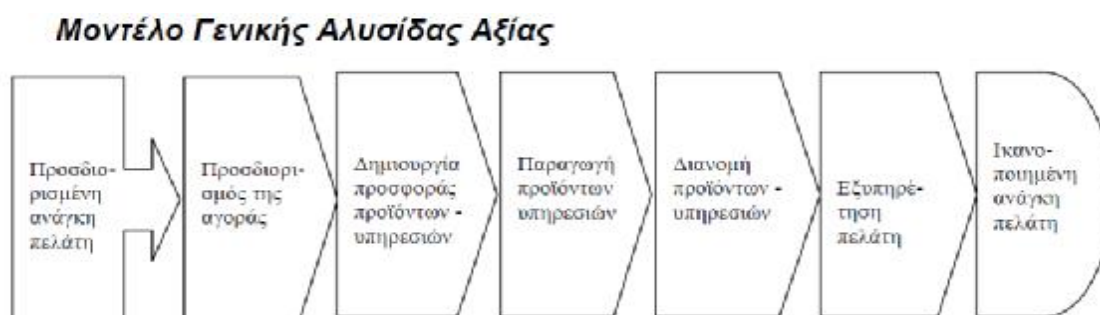 Μοντέλο Γενικής Αλυσίδας Αξίας
Προσδιο-
ρισμένη
ανάγκη
πελάτη
Προσδιορι-
σμός της
αγοράς
Δημιουργία
προσφοράς
προϊόντων -
υπηρεσιών
Παραγωγή
προϊόντων
υπηρεσιών
Διανομή
προϊόντων -
υπηρεσιών
Εξυπηρέ-
τηση
πελάτη
Ικανο-
ποιημένη
ανάγκη
πελάτη